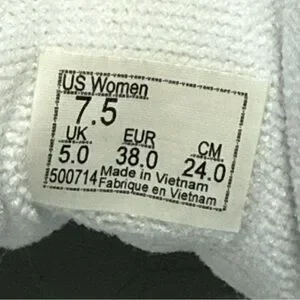 US Women
7.5
UK EUR CM
5.0 38.0 24.0
500714 Made in Vietnam
Fabrique en Vietnam